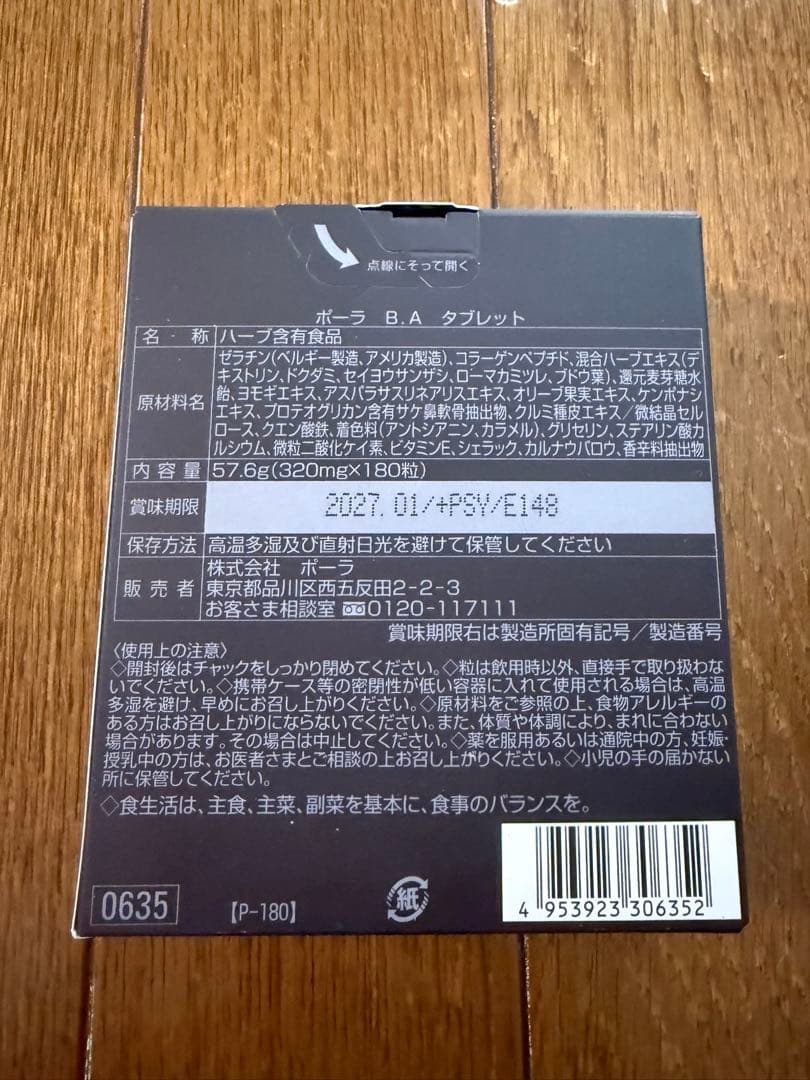 点線にそって開く
ポーラ B.A タブレット
名 称 ハーブ含有食品
原材料名 ゼラチン(ベルギー製造、アメリカ製造)、コラーゲンペプチド、混合ハーブエキス(デ
キストリン、ドクダミ、セイヨウサンザシ、ローマカミツレ、ブドウ葉)、還元麦芽糖水
飴、ヨモギエキス、アスパラサスリネアリスエキス、オリーブ果実エキス、ケンポナシ
エキス、プロテオグリカン含有サケ鼻軟骨抽出物、クルミ種皮エキス/微結晶セル
ロース、クエン酸鉄、着色料(アントシアニン、カラメル)、グリセリン、ステアリン酸カ
ルシウム、微粒二酸化ケイ素、ビタミンE、シェラック、カルナウバロウ、香辛料抽出物
内 容 量 57.6g(320mg×180粒)
賞味期限 2027. 01/+PSY/E148
保存方法 高温多湿及び直射日光を避けて保管してください
販 売 者 株式会社 ポーラ
東京都品川区西五反田2-2-3
お客さま相談室 0120-117111
賞味期限右は製造所固有記号/製造番号
〈使用上の注意〉
◇開封後はチャックをしっかり閉めてください。◇粒は飲用時以外、直接手で取り扱わな
いでください。◇携帯ケース等の密閉性が低い容器に入れて使用される場合は、高温
多湿を避け、早めにお召し上がりください。◇原材料をご参照の上、食物アレルギーの
ある方はお召し上がりにならないでください。また、体質や体調により、まれに合わない
場合があります。その場合は中止してください。◇薬を服用あるいは通院中の方、妊娠・
授乳中の方は、お医者さまとご相談の上お召し上がりください。◇小児の手の届かない
所に保管してください。
◇食生活は、主食、主菜、副菜を基本に、食事のバランスを。
0635
【P-180】
紙
4 953923 306352